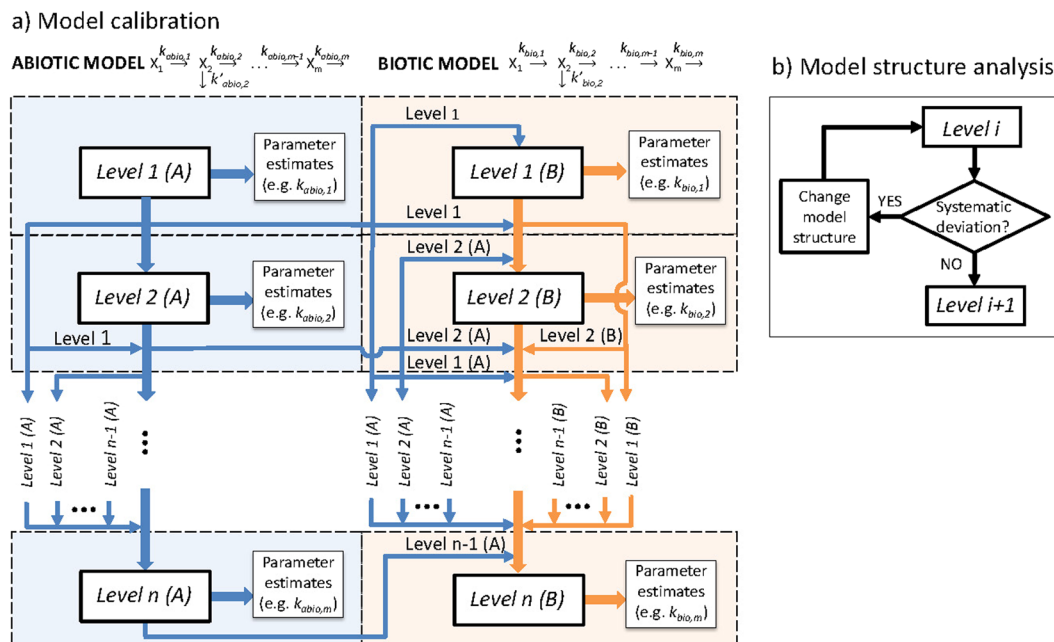 a) Model calibration
ABIOTIC MODEL X1 kabio,1 → X2 kabio,2 → ... kabio,m-1 → Xm kabio,m →
↓ k'abio,2
BIOTIC MODEL X1 kbio,1 → X2 kbio,2 → ... kbio,m-1 → Xm kbio,m →
↓ k'bio,2
b) Model structure analysis
Level 1
Level 1 (A)
Parameter
estimates
(e.g. kabio,1)
Level 1 (B)
Parameter
estimates
(e.g. kbio,1)
Level 1
Level 2 (A)
Level 2 (A)
Parameter
estimates
(e.g. kabio,2)
Level 2 (B)
Parameter
estimates
(e.g. kbio,2)
Level 1
Level 2 (A)
Level 2 (B)
Level 1 (A)
Level 1 (A)
Level 2 (A)
Level n-1 (A)
...
Level 1 (A)
Level 2 (A)
Level n-1 (A)
...
Level n-1 (B)
Level 2 (B)
Level 1 (B)
...
...
...
Level n-1 (A)
Level n (A)
Parameter
estimates
(e.g. kabio,m)
Level n (B)
Parameter
estimates
(e.g. kbio,m)
Level i
Change
model
structure
YES
Systematic
deviation?
NO
Level i+1